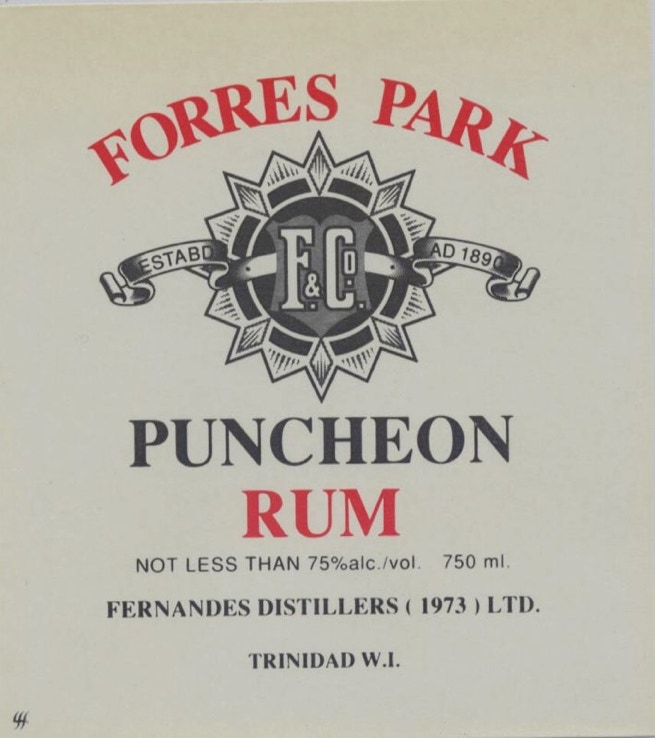 FORRES PARK
ESTABD AD 1890
F & Co.
PUNCHEON
RUM
NOT LESS THAN 75%alc./vol. 750 ml.
FERNANDES DISTILLERS ( 1973 ) LTD.
TRINIDAD W.I.